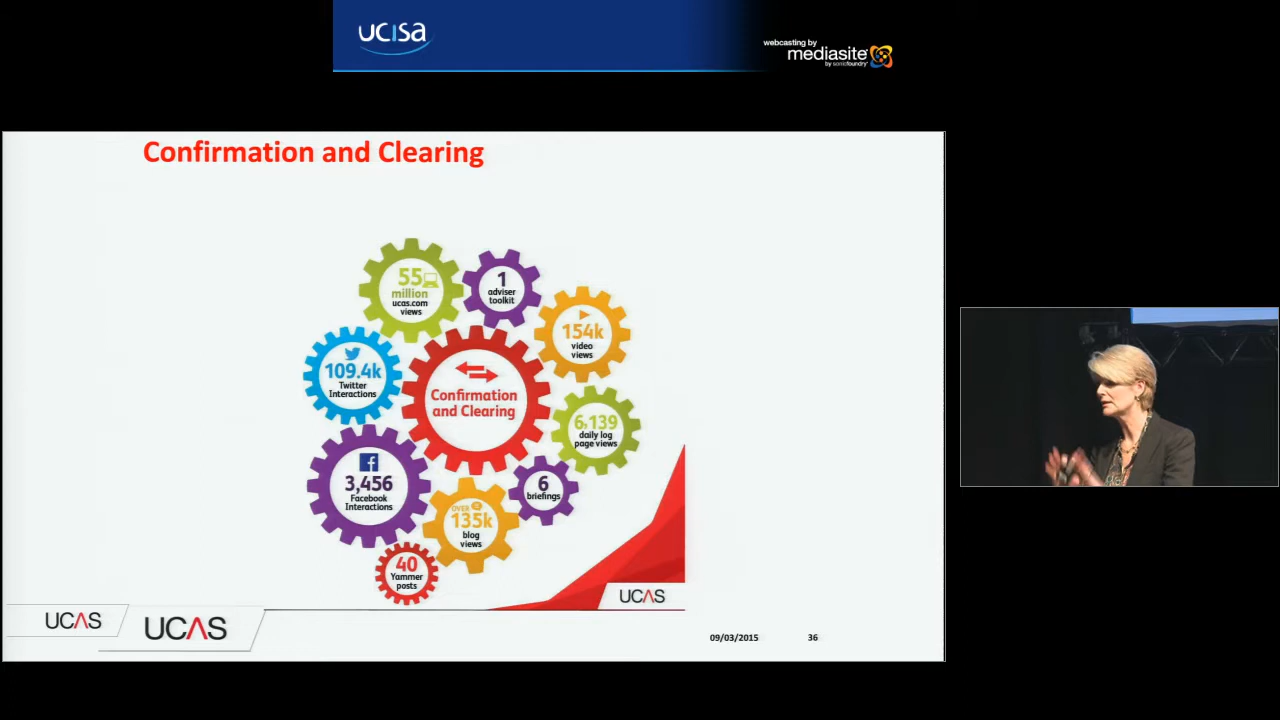 ucisa
webcasting by
mediasite
by sonicfoundry
Confirmation and Clearing
55
million
ucas.com
views
1
adviser
toolkit
154k
video
views
109.4k
Twitter
Interactions
Confirmation
and Clearing
6,139
daily log
page views
3,456
Facebook
Interactions
6
briefings
OVER
135k
blog
views
40
Yammer
posts
UCAS
UCAS
UCAS
09/03/2015
36